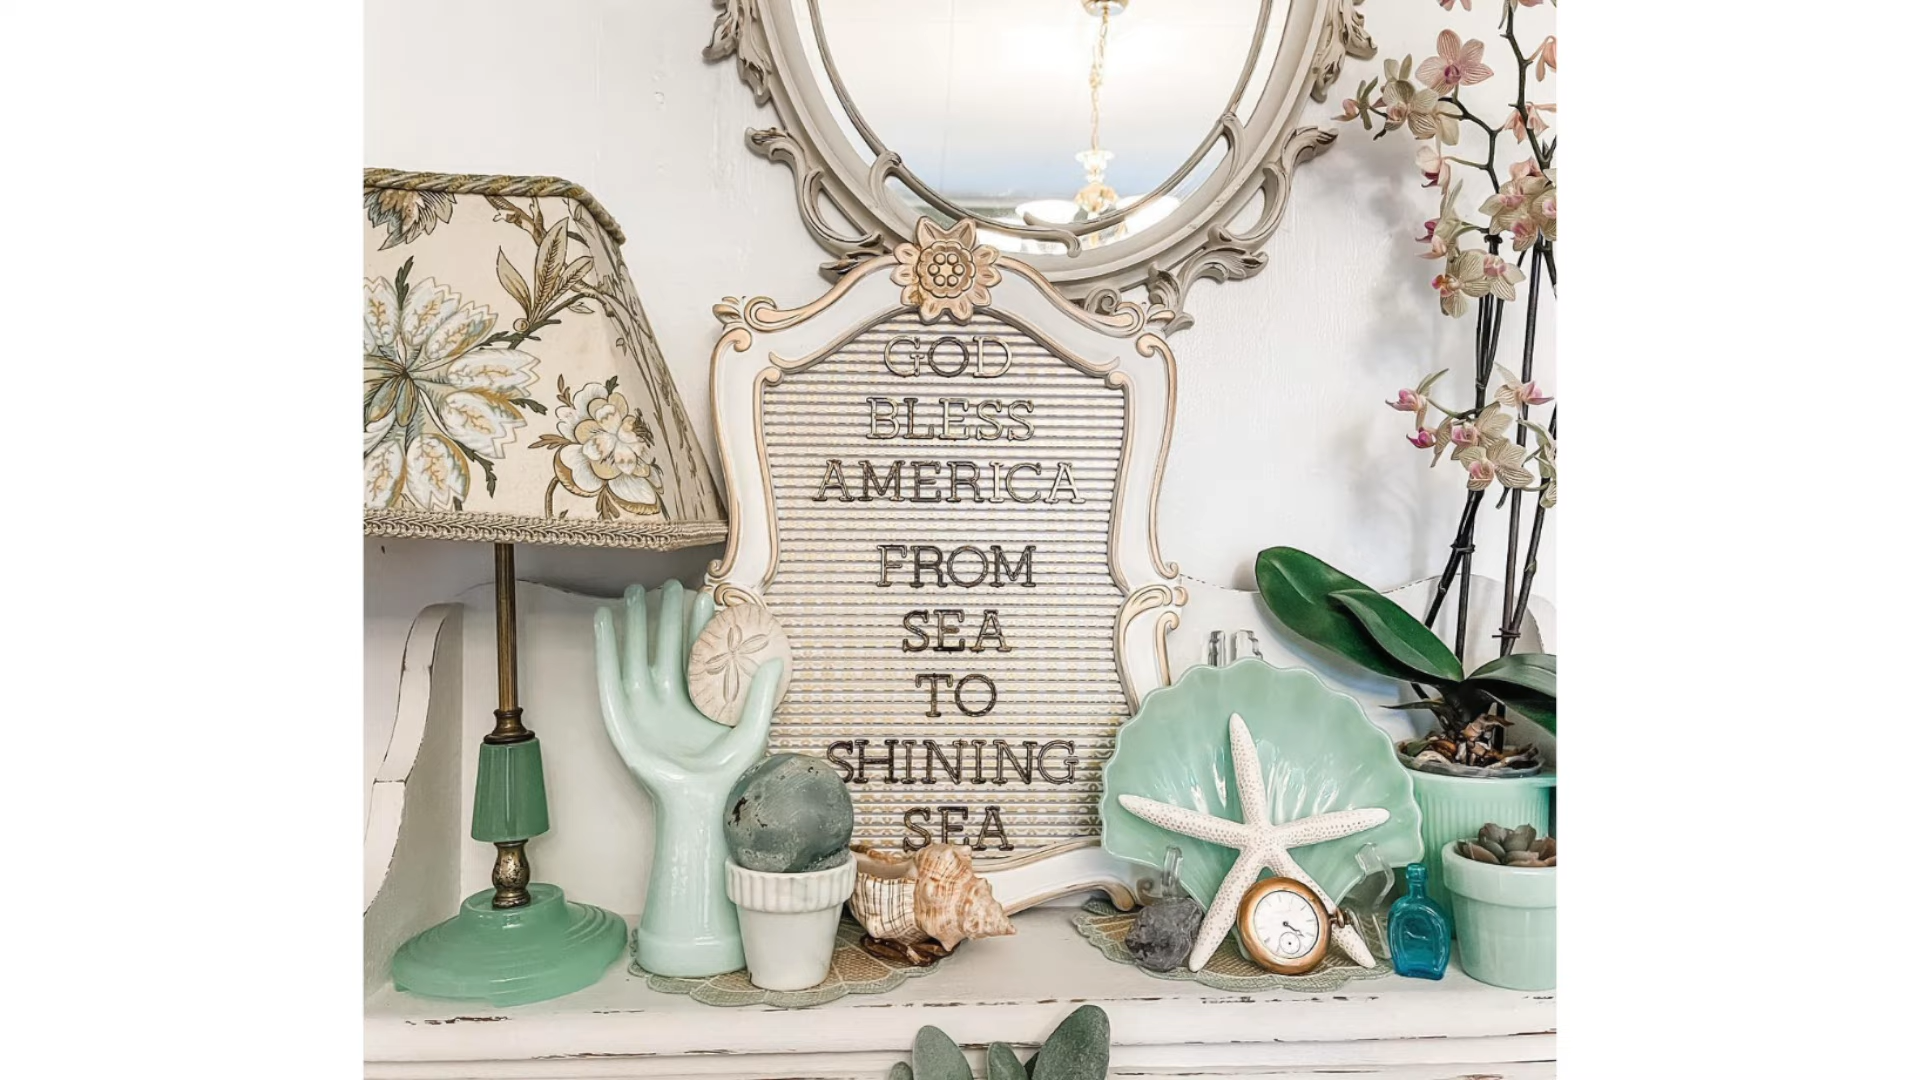 GOD
BLESS
AMERICA
FROM
SEA
TO
SHINING
SEA